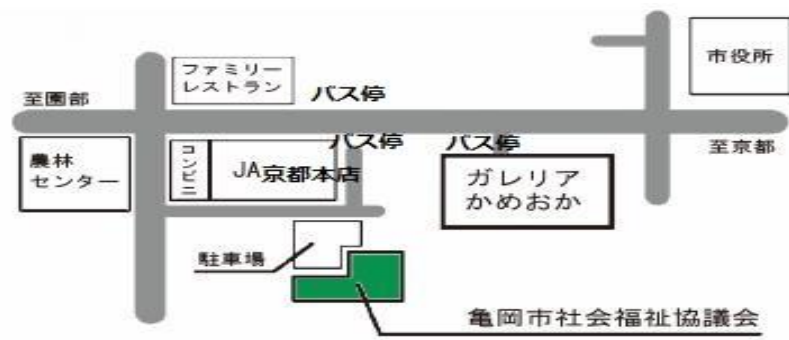 市役所
ファミリー
レストラン
バス停
至園部
至京都
バス停
バス停
農林
センター
コンビニ
JA京都本店
ガレリア
かめおか
駐車場
亀岡市社会福祉協議会